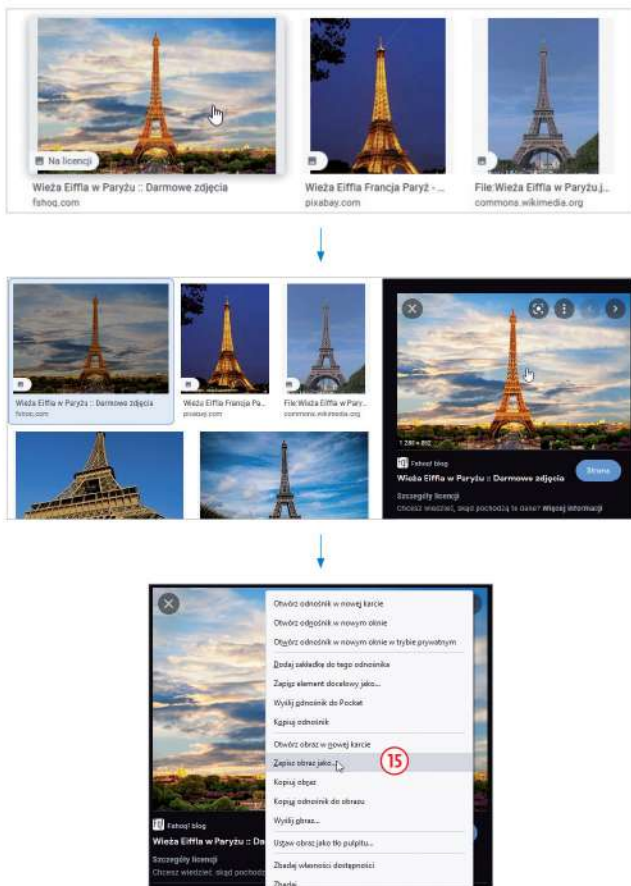 Na licencji
Wieża Eiffla w Paryżu :: Darmowe zdjęcia
fshoq.com
Wieża Eiffla Francja Paryż - ...
pixabay.com
File:Wieża Eiffla w Paryżu.j...
commons.wikimedia.org
Wieża Eiffla w Paryżu :: Darmowe zdjęcia
fshoq.com
Wieża Eiffla Francja Pa...
pixabay.com
File:Wieża Eiffla w Pary...
commons.wikimedia.org
Fshoq! blog
Wieża Eiffla w Paryżu :: Darmowe zdjęcia
Strona
Szczegóły licencji
Chcesz wiedzieć, skąd pochodzą te dane? Więcej informacji
Otwórz odnośnik w nowej karcie
Otwórz odnośnik w nowym oknie
Otwórz odnośnik w nowym oknie w trybie prywatnym
Dodaj zakładkę do tego odnośnika
Zapisz element docelowy jako...
Wyślij odnośnik do Pocket
Kopiuj odnośnik
Otwórz obraz w nowej karcie
Zapisz obraz jako...
15
Kopiuj obraz
Kopiuj odnośnik do obrazu
Wyślij obraz...
Ustaw obraz jako tło pulpitu...
Zbadaj własności dostępności
Zbadaj
Fshoq! blog
Wieża Eiffla w Paryżu :: Da
Szczegóły licencji
Chcesz wiedzieć, skąd pochodz